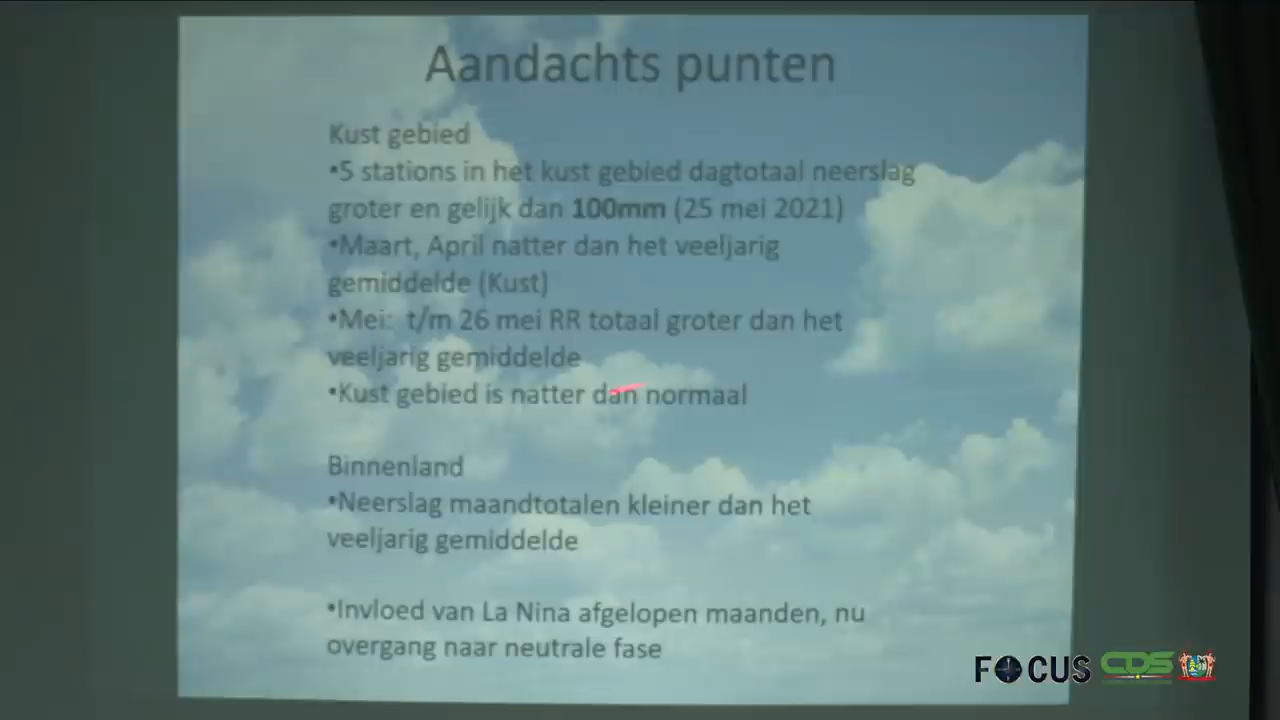 Aandachts punten
Kust gebied
•5 stations in het kust gebied dagtotaal neerslag
groter en gelijk dan 100mm (25 mei 2021)
•Maart, April natter dan het veeljarig
gemiddelde (Kust)
•Mei:  t/m 26 mei RR totaal groter dan het
veeljarig gemiddelde
•Kust gebied is natter dan normaal
Binnenland
•Neerslag maandtotalen kleiner dan het
veeljarig gemiddelde
•Invloed van La Nina afgelopen maanden, nu
overgang naar neutrale fase
FOCUS CDS